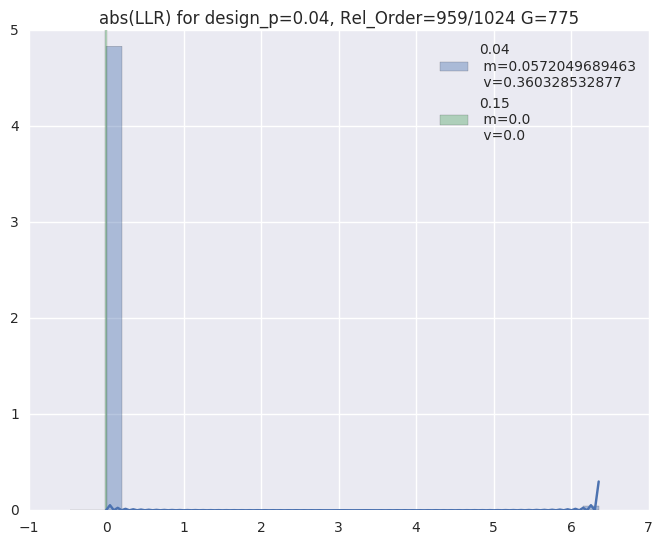 abs(LLR) for design_p=0.04, Rel_Order=959/1024 G=775
0.04
m=0.0572049689463
v=0.360328532877
0.15
m=0.0
v=0.0
5
4
3
2
1
0
−1 0 1 2 3 4 5 6 7